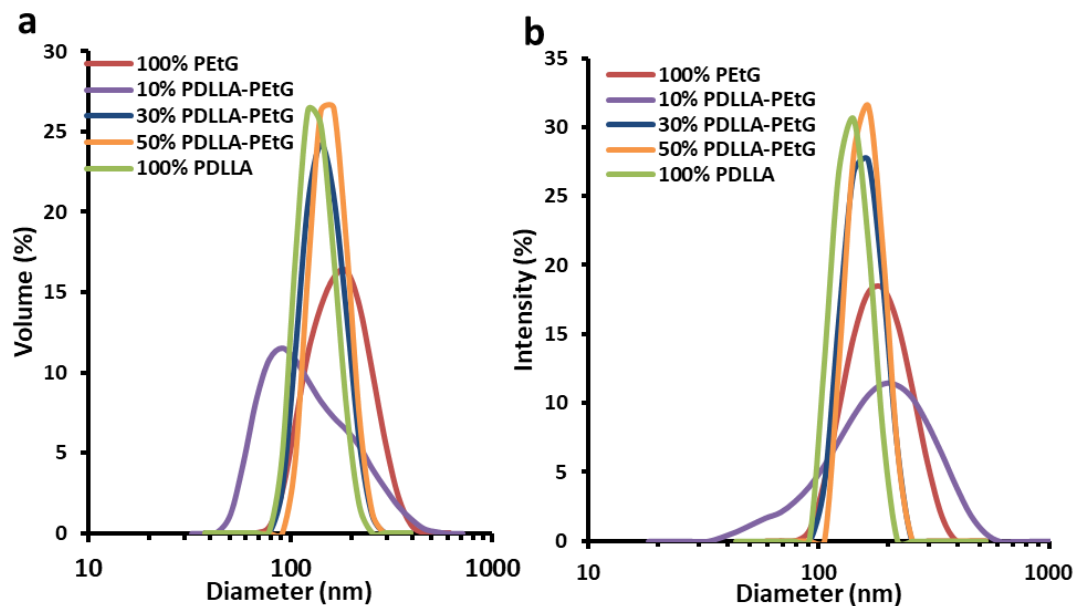 a
30
25
20
15
10
5
0
Volume (%)
100% PEtG
10% PDLLA-PEtG
30% PDLLA-PEtG
50% PDLLA-PEtG
100% PDLLA
10
100
1000
Diameter (nm)
b
35
30
25
20
15
10
5
0
Intensity (%)
100% PEtG
10% PDLLA-PEtG
30% PDLLA-PEtG
50% PDLLA-PEtG
100% PDLLA
10
100
1000
Diameter (nm)